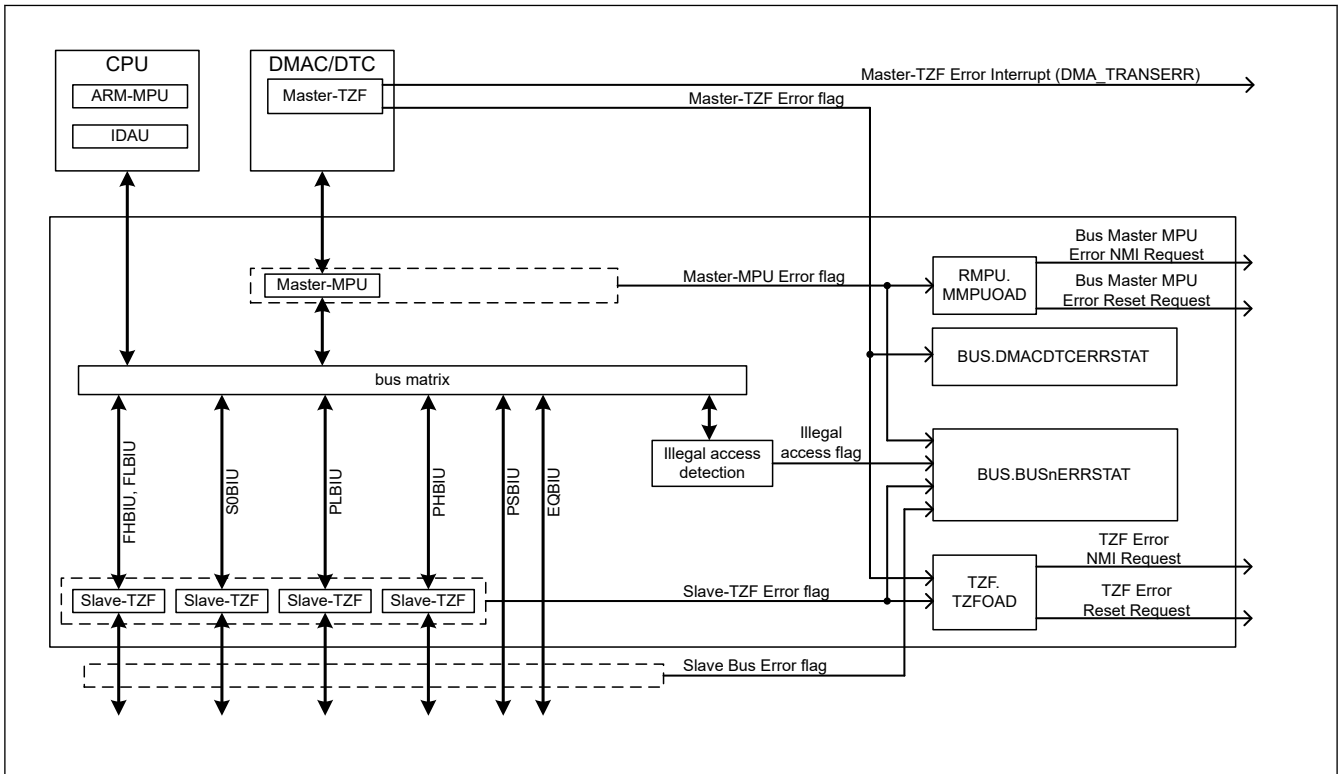 CPU
ARM-MPU
IDAU
DMAC/DTC
Master-TZF
Master-TZF Error Interrupt (DMA_TRANSERR)
Master-TZF Error flag
Master-MPU
Master-MPU Error flag
RMPU.
MMPUOAD
Bus Master MPU
Error NMI Request
Bus Master MPU
Error Reset Request
BUS.DMACDTCERRSTAT
bus matrix
FHBIU, FLBIU
S0BIU
PLBIU
PHBIU
PSBIU
EQBIU
Illegal access
detection
Illegal
access flag
BUS.BUSnERRSTAT
Slave-TZF
Slave-TZF
Slave-TZF
Slave-TZF
Slave-TZF Error flag
TZF.
TZFOAD
TZF Error
NMI Request
TZF Error
Reset Request
Slave Bus Error flag